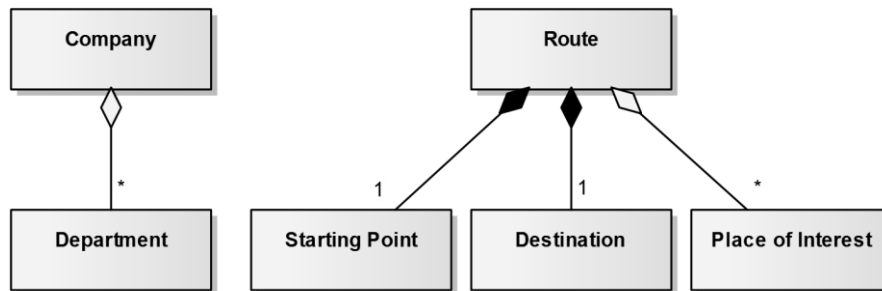 Company
Route
*
1
1
*
Department
Starting Point
Destination
Place of Interest